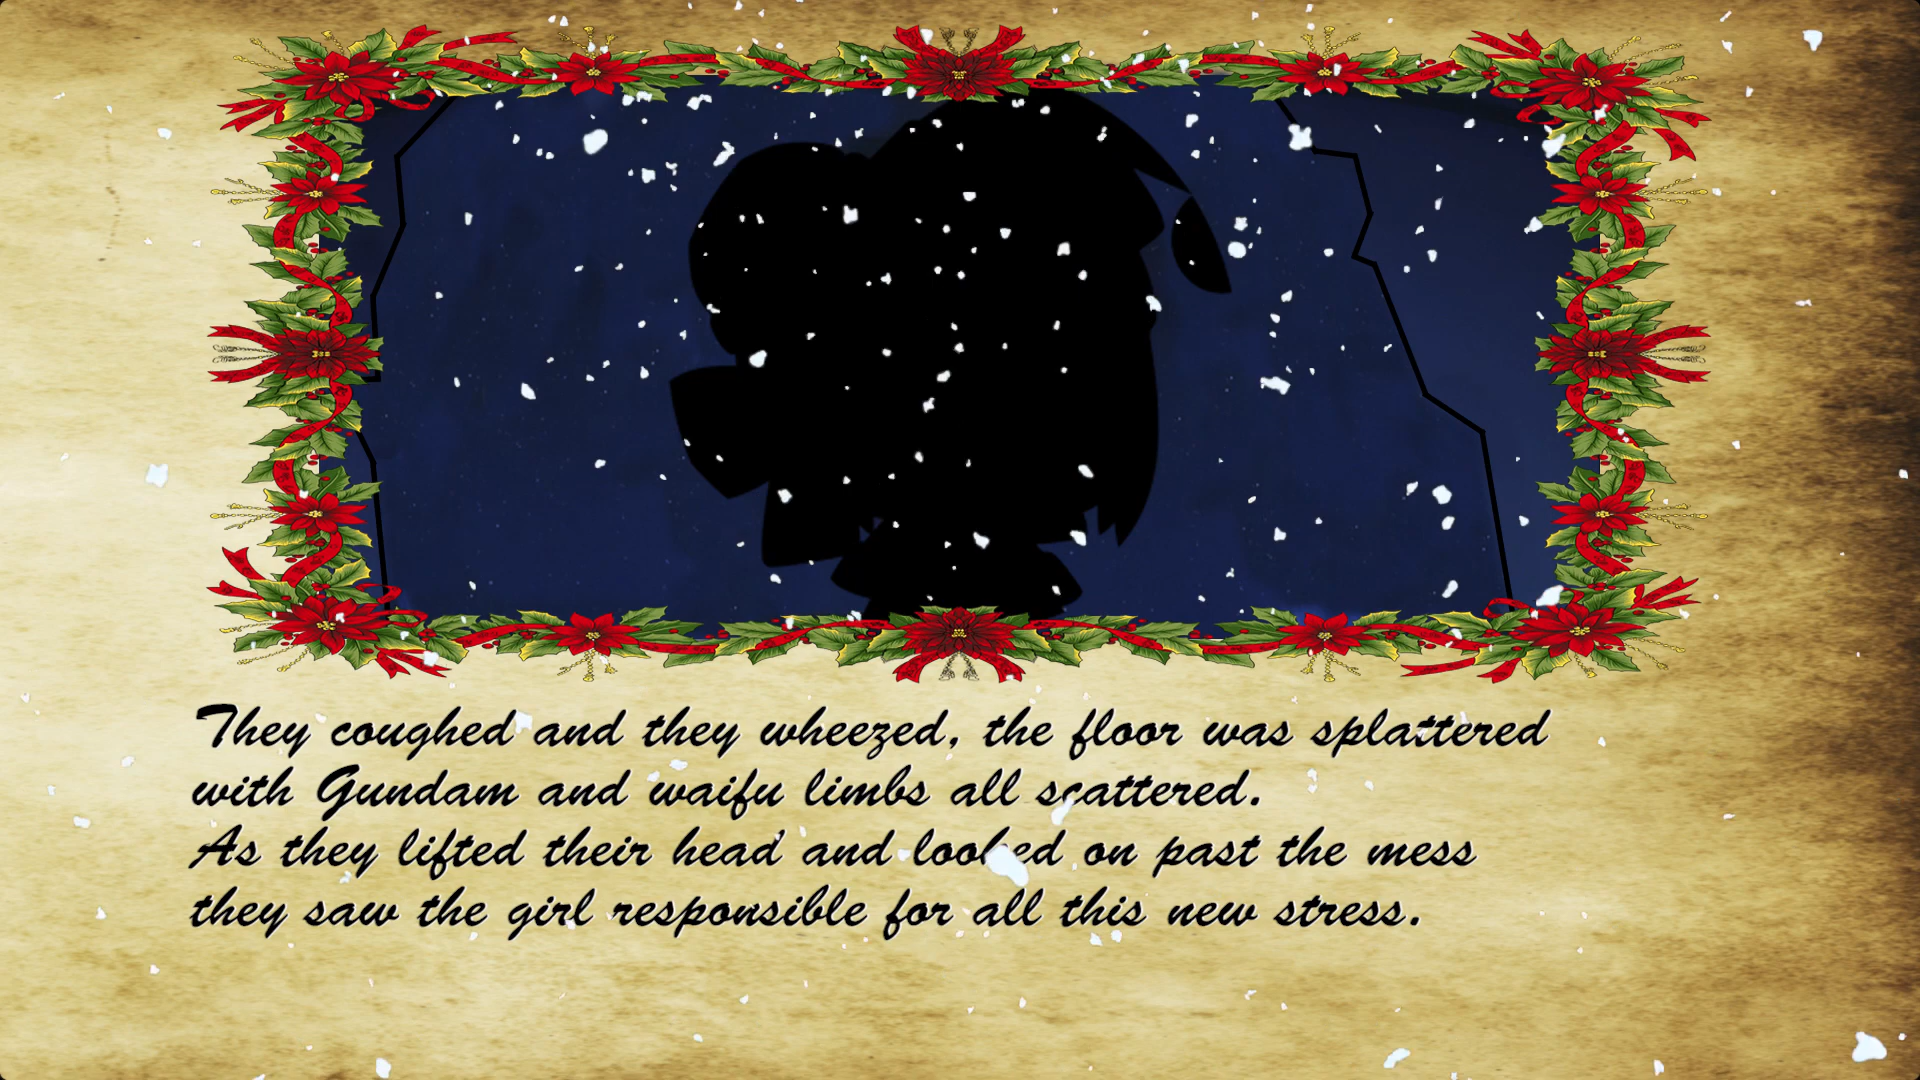 They coughed and they wheezed, the floor was splattered
with Gundam and waifu limbs all scattered.
As they lifted their head and looked on past the mess
they saw the girl responsible for all this new stress.